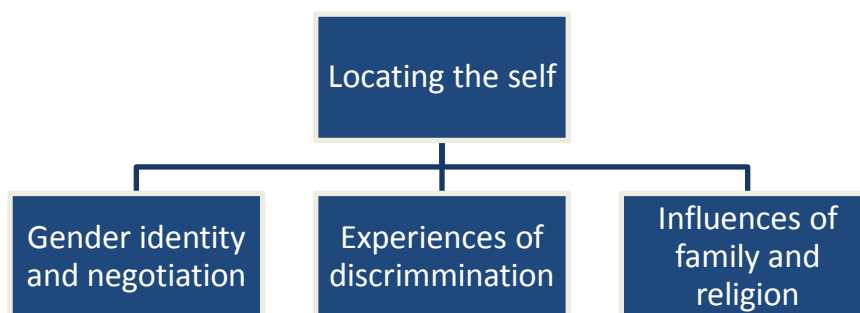 Locating the self
Gender identity
and negotiation
Experiences of
discrimmination
Influences of
family and
religion